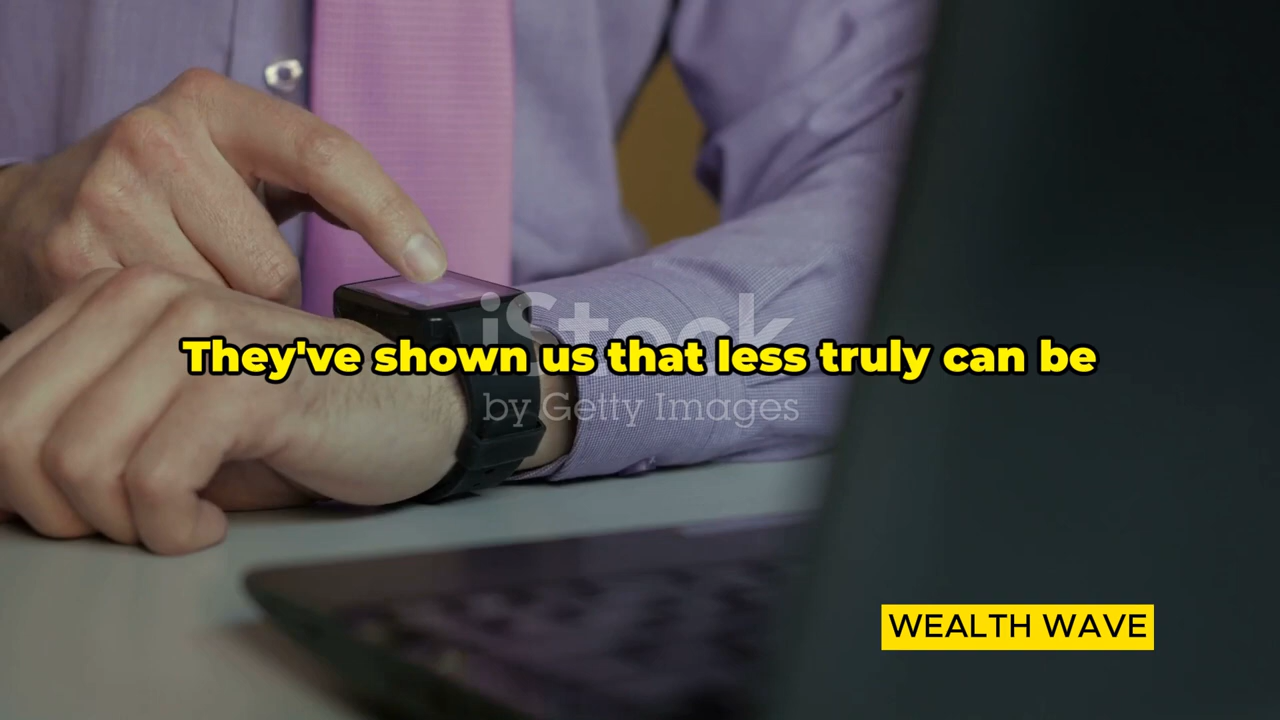 iStock
They've shown us that less truly can be
by Getty Images
WEALTH WAVE